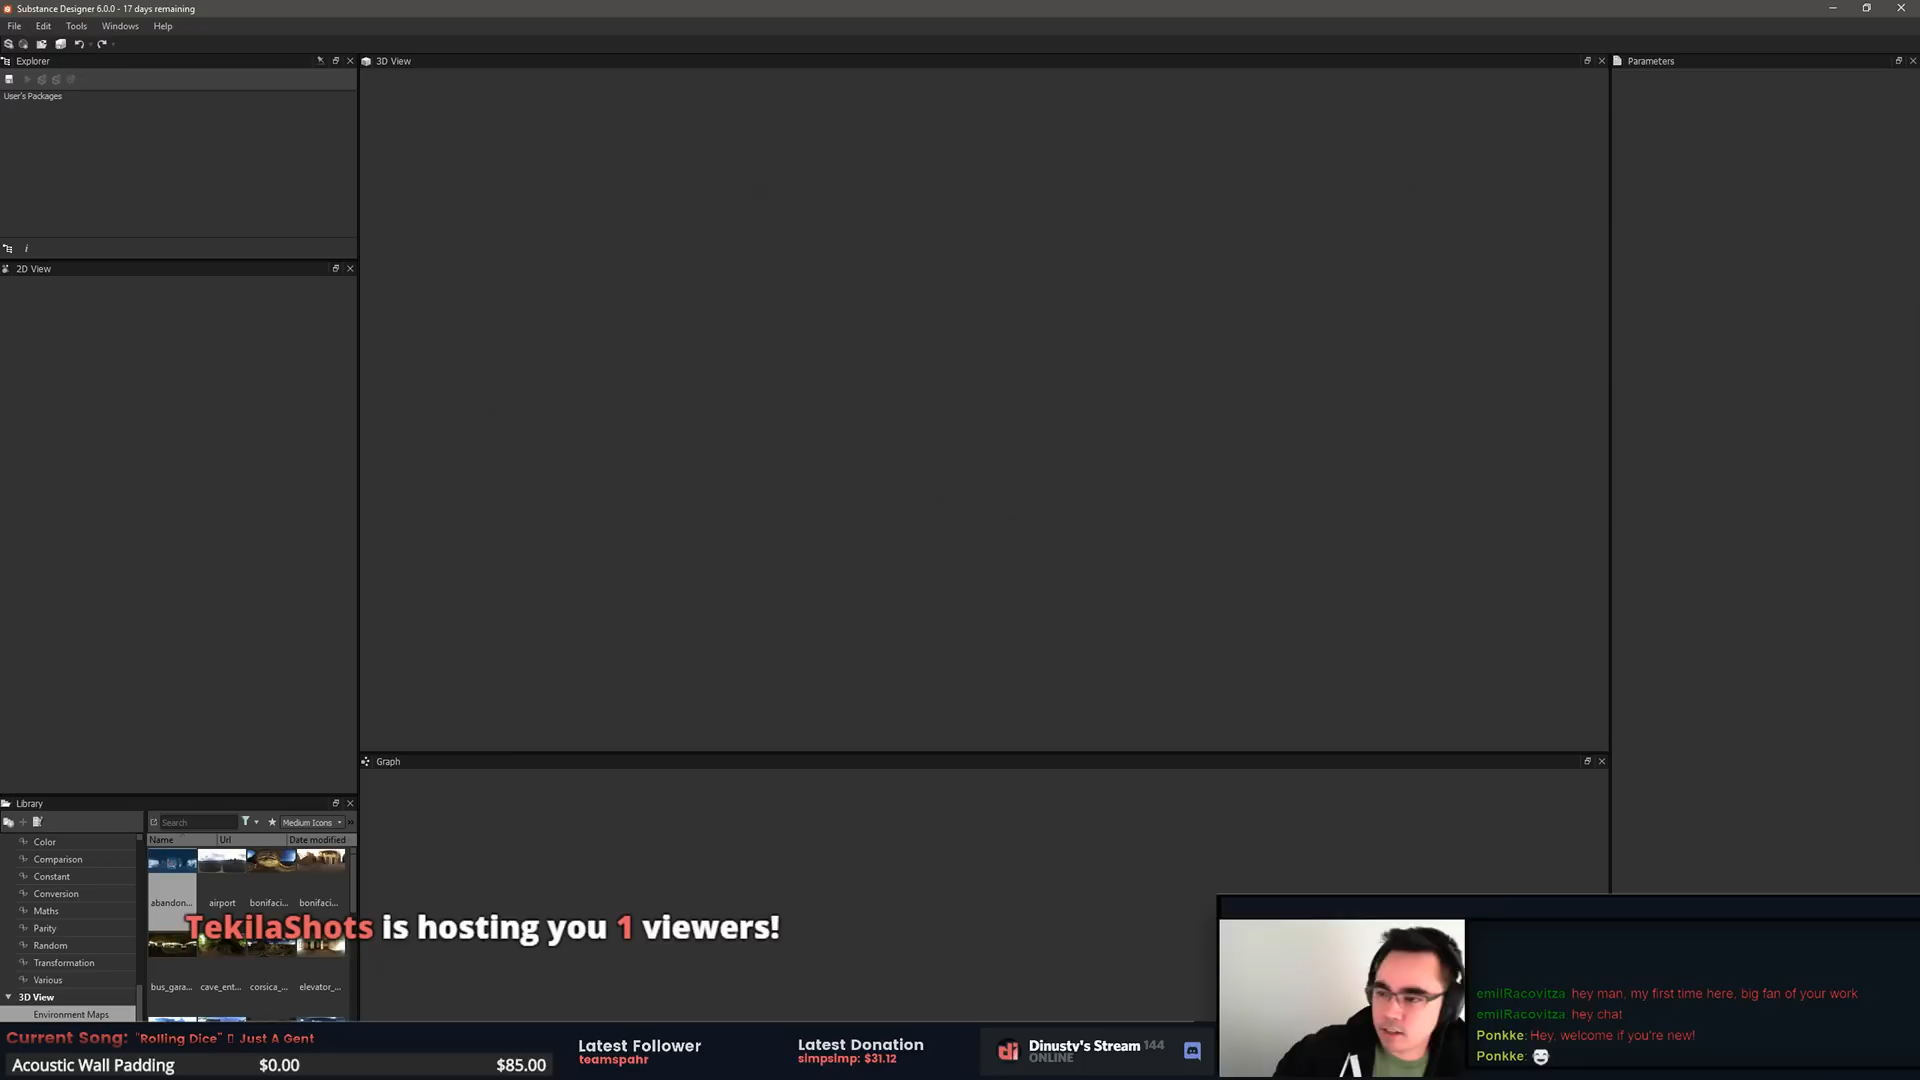 Substance Designer 6.0.0 - 17 days remaining
File Edit Tools Windows Help
Explorer
3D View
Parameters
User's Packages
i
2D View
Graph
Library
Search
Medium Icons
Name Url Date modified
Color
Comparison
Constant
Conversion
Maths
Parity
Random
Transformation
Various
3D View
Environment Maps
abandon... airport bonifaci... bonifaci...
TekilaShots is hosting you 1 viewers!
bus_gara... cave_ent... corsica_... elevator_...
emilRacovitza hey man, my first time here, big fan of your work
emilRacovitza hey chat
Ponkke: Hey, welcome if you're new!
Ponkke:
Current Song: "Rolling Dice" ▯ Just A Gent
Acoustic Wall Padding $0.00 $85.00
Latest Follower
teamspahr
Latest Donation
simpsimp: $31.12
di
Dinusty's Stream 144
ONLINE